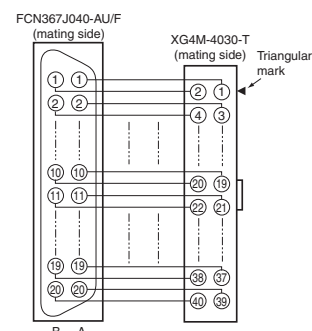 FCN367J040-AU/F
(mating side)
XG4M-4030-T
(mating side)
Triangular
mark
1 1
2 1
2 2
4 3
10 10
20 19
11 11
22 21
19 19
38 37
20 20
40 39
B A